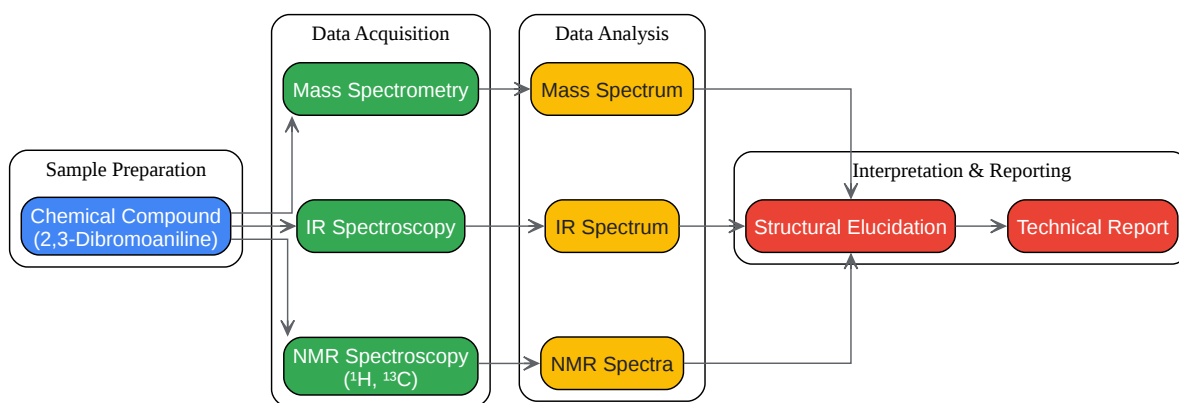 Data Acquisition
Data Analysis
Mass Spectrometry
Mass Spectrum
Sample Preparation
Interpretation & Reporting
Chemical Compound
(2,3-Dibromoaniline)
IR Spectroscopy
IR Spectrum
Structural Elucidation
Technical Report
NMR Spectroscopy
(¹H, ¹³C)
NMR Spectra